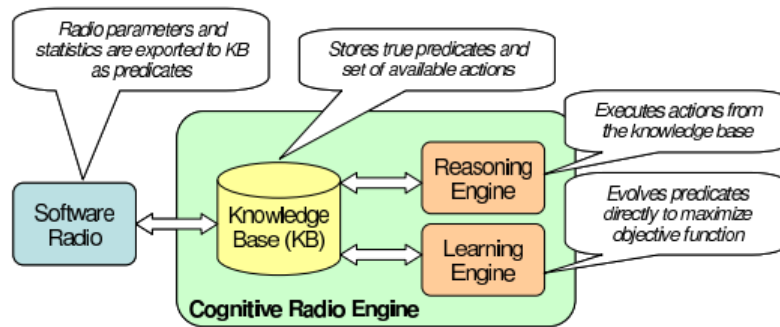 Radio parameters and
statistics are exported to KB
as predicates
Stores true predicates and
set of available actions
Executes actions from
the knowledge base
Evolves predicates
directly to maximize
objective function
Software
Radio
Knowledge
Base (KB)
Reasoning
Engine
Learning
Engine
Cognitive Radio Engine